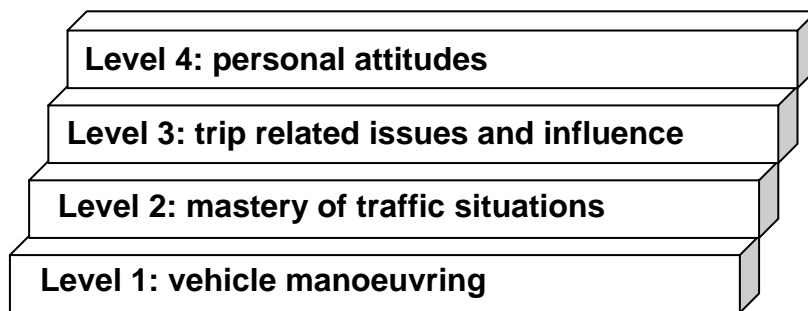 Level 4: personal attitudes
Level 3: trip related issues and influence
Level 2: mastery of traffic situations
Level 1: vehicle manoeuvring